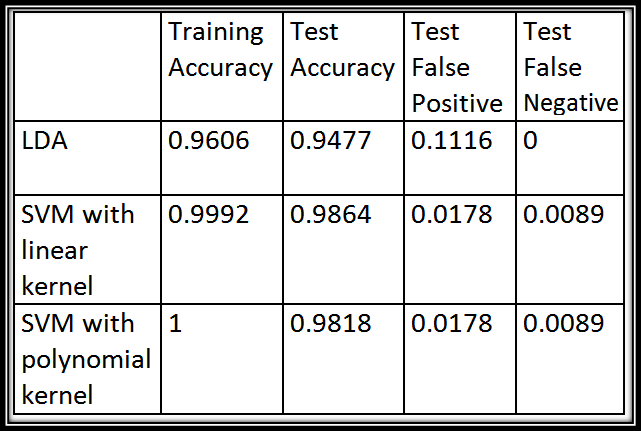 Training Accuracy Test Accuracy Test False Positive Test False Negative
LDA 0.9606 0.9477 0.1116 0
SVM with linear kernel 0.9992 0.9864 0.0178 0.0089
SVM with polynomial kernel 1 0.9818 0.0178 0.0089